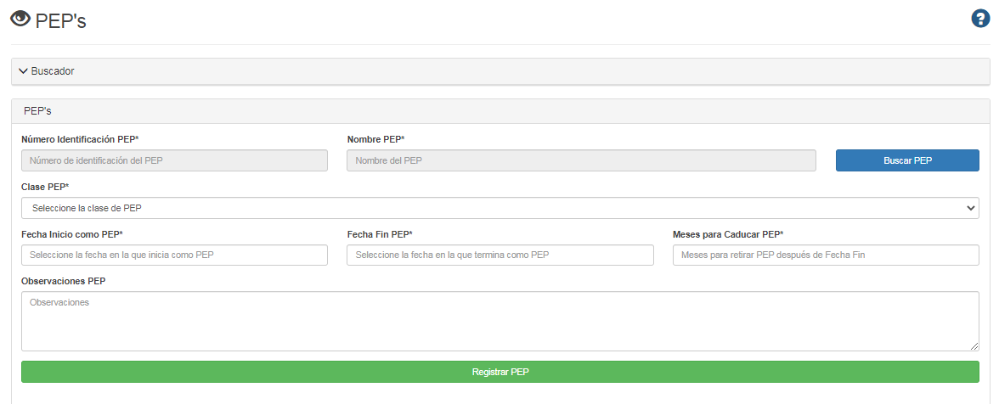 PEP's
?
Buscador
PEP's
Número Identificación PEP*
Nombre PEP*
Número de identificación del PEP
Nombre del PEP
Buscar PEP
Clase PEP*
Seleccione la clase de PEP
Fecha Inicio como PEP*
Fecha Fin PEP*
Meses para Caducar PEP*
Seleccione la fecha en la que inicia como PEP
Seleccione la fecha en la que termina como PEP
Meses para retirar PEP después de Fecha Fin
Observaciones PEP
Observaciones
Registrar PEP